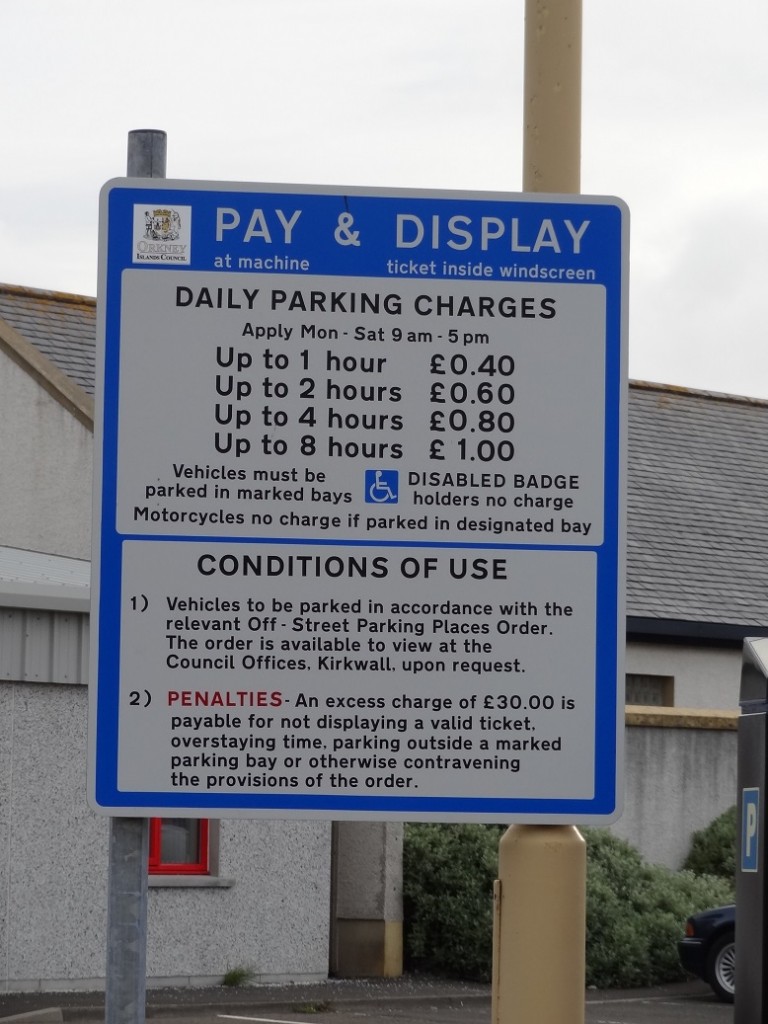 PAY & DISPLAY
ORKNEY
ISLANDS COUNCIL
at machine ticket inside windscreen
DAILY PARKING CHARGES
Apply Mon - Sat 9 am - 5 pm
Up to 1 hour £0.40
Up to 2 hours £0.60
Up to 4 hours £0.80
Up to 8 hours £ 1.00
Vehicles must be
parked in marked bays
DISABLED BADGE
holders no charge
Motorcycles no charge if parked in designated bay
CONDITIONS OF USE
1) Vehicles to be parked in accordance with the
relevant Off - Street Parking Places Order.
The order is available to view at the
Council Offices, Kirkwall, upon request.
2) PENALTIES - An excess charge of £30.00 is
payable for not displaying a valid ticket,
overstaying time, parking outside a marked
parking bay or otherwise contravening
the provisions of the order.
P